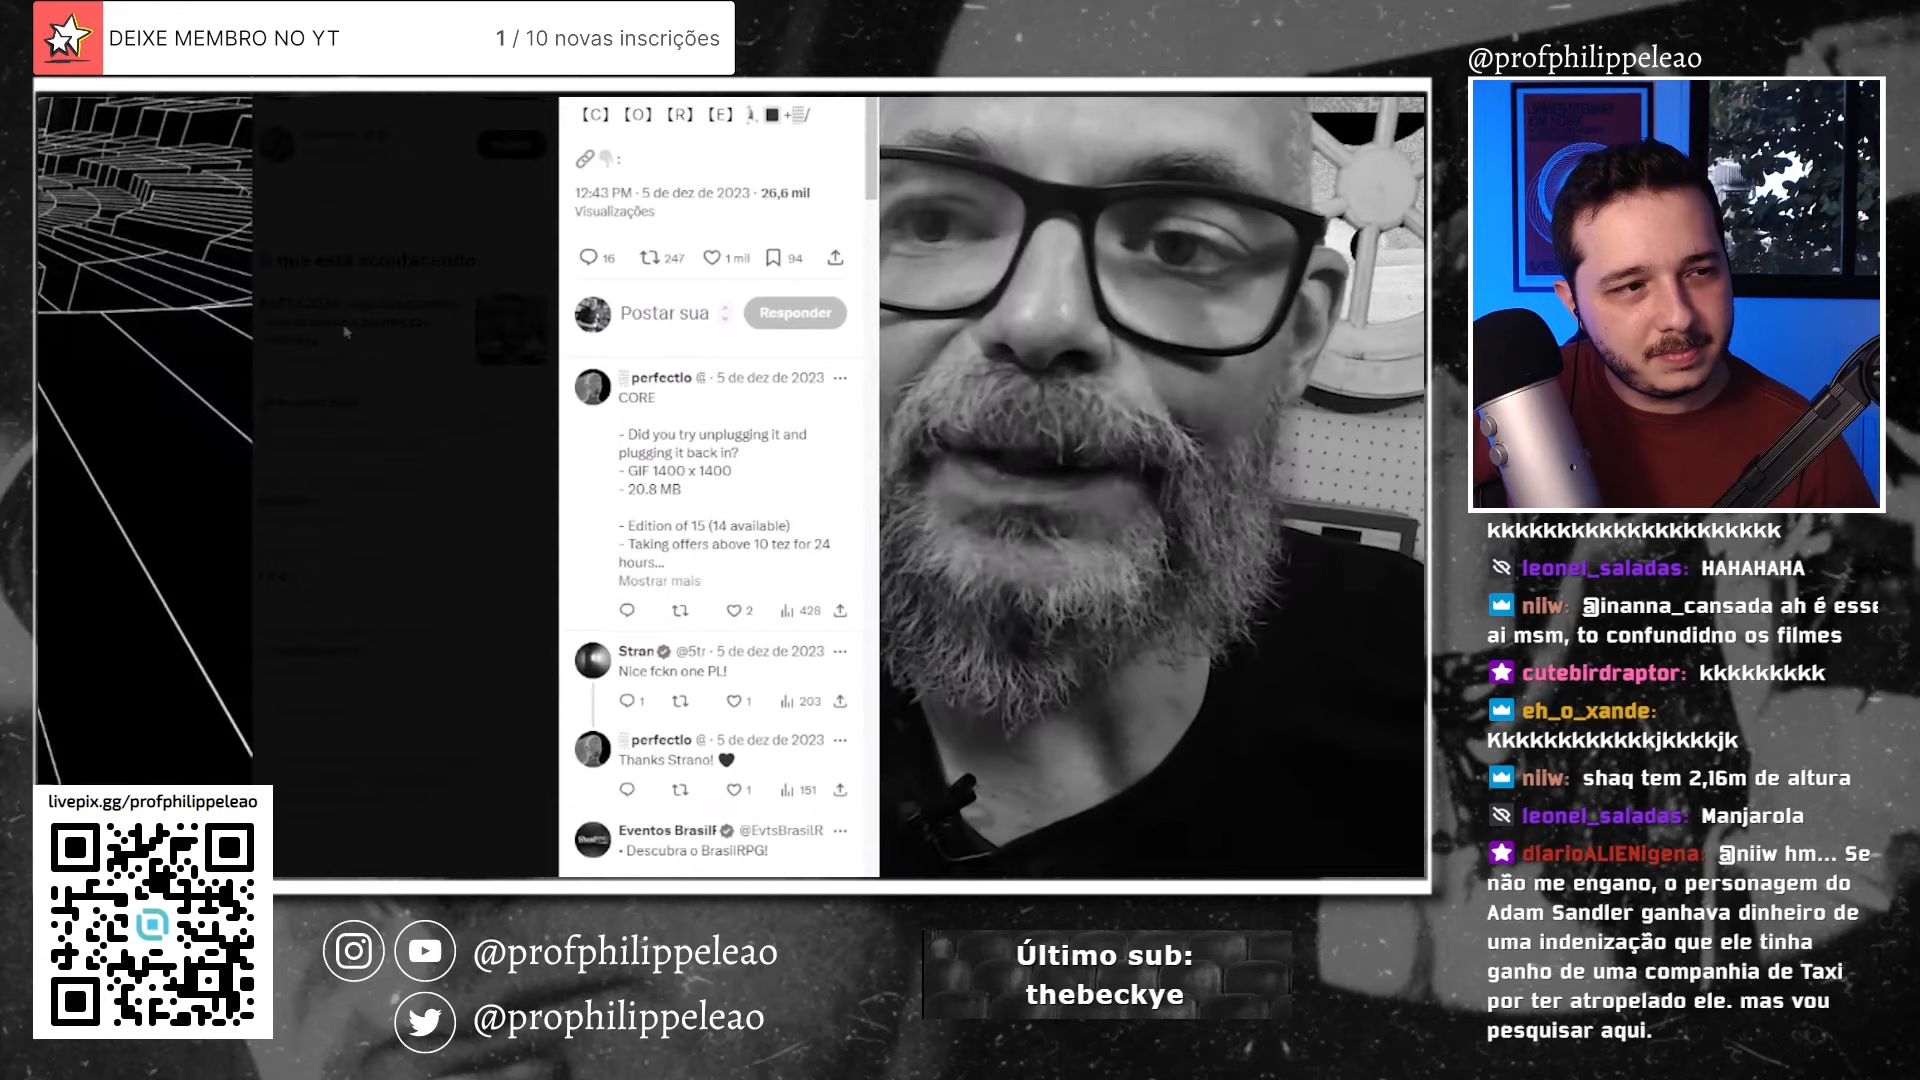 DEIXE MEMBRO NO YT
1 / 10 novas inscrições
@profphilippeleao
que está acontecendo
【C】 【O】 【R】 【E】
12:43 PM · 5 de dez de 2023 · 26,6 mil
Visualizações
16 247 1 mil 94
Postar sua
Responder
perfectlo @ · 5 de dez de 2023 ···
CORE
- Did you try unplugging it and
plugging it back in?
- GIF 1400 x 1400
- 20.8 MB
- Edition of 15 (14 available)
- Taking offers above 10 tez for 24
hours...
Mostrar mais
2 428
Stran @5tr · 5 de dez de 2023 ···
Nice fckn one PL!
1 1 203
perfectlo @ · 5 de dez de 2023 ···
Thanks Strano! 🖤
1 151
Eventos BrasilF @EvtsBrasilR ···
• Descubra o BrasilRPG!
kkkkkkkkkkkkkkkkkkkkk
leonel_saladas: HAHAHAHA
niiw: @inanna_cansada ah é esse
ai msm, to confundidno os filmes
cutebirdraptor: kkkkkkkkk
eh_o_xande:
Kkkkkkkkkkkkjkkkkjk
niiw: shaq tem 2,16m de altura
leonel_saladas: Manjarola
diarioALIENigena: @niiw hm... Se
não me engano, o personagem do
Adam Sandler ganhava dinheiro de
uma indenização que ele tinha
ganho de uma companhia de Taxi
por ter atropelado ele. mas vou
pesquisar aqui.
livepix.gg/profphilippeleao
@profphilippeleao
@prophilippeleao
Último sub:
thebeckye